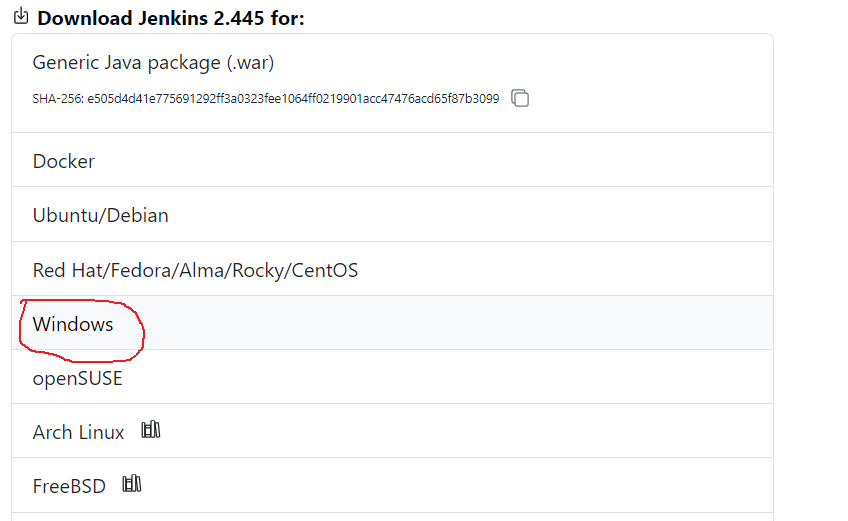 Download Jenkins 2.445 for:
Generic Java package (.war)
SHA-256: e505d4d41e775691292ff3a0323fee1064ff0219901acc47476acd65f87b3099
Docker
Ubuntu/Debian
Red Hat/Fedora/Alma/Rocky/CentOS
Windows
openSUSE
Arch Linux
FreeBSD